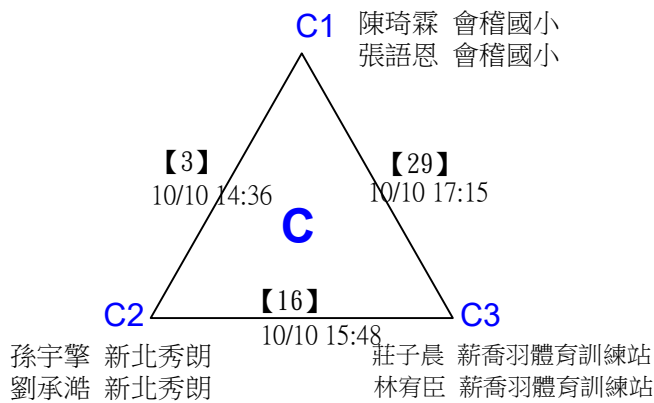 C1 陳琦霖 會稽國小
張語恩 會稽國小
【3】
10/10 14:36
【29】
10/10 17:15
C
C2
【16】
10/10 15:48
C3
孫宇擎 新北秀朗
劉承澔 新北秀朗
莊子晨 薪喬羽體育訓練站
林宥臣 薪喬羽體育訓練站